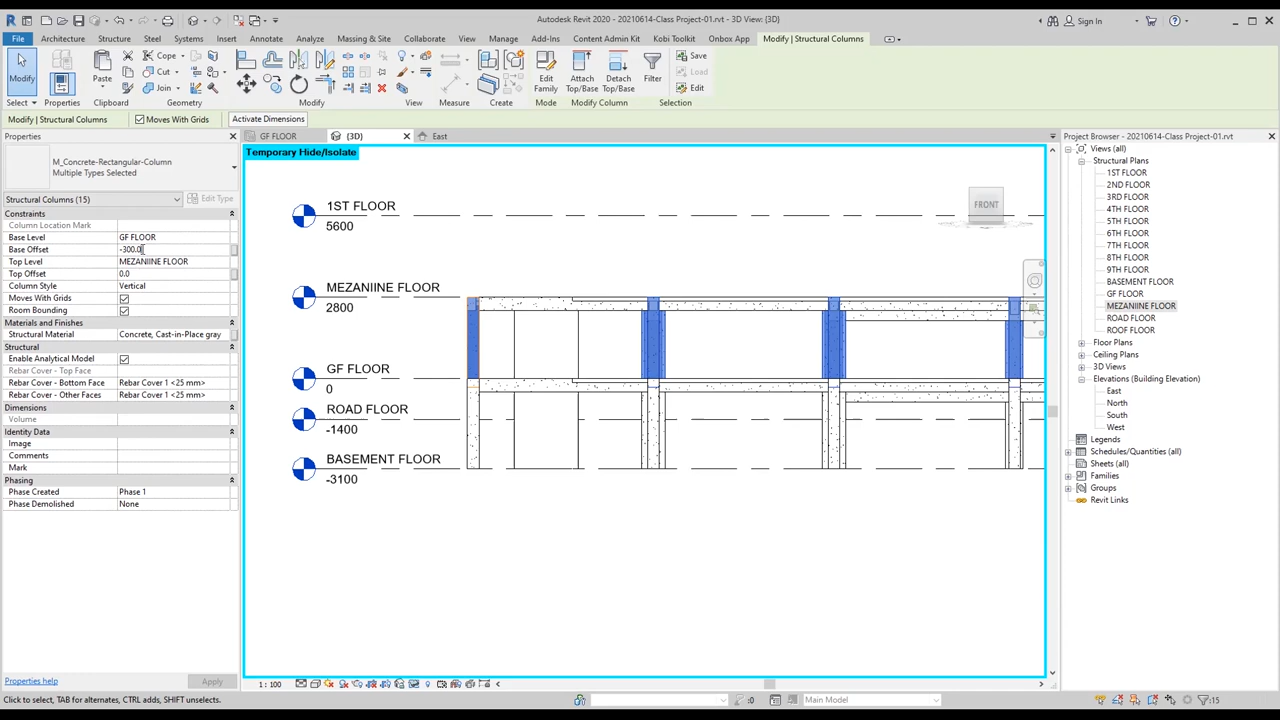 Autodesk Revit 2020 - 20210614-Class Project-01.rvt - 3D View: {3D}
Sign In
File Architecture Structure Steel Systems Insert Annotate Analyze Massing & Site Collaborate View Manage Add-Ins Content Admin Kit Kobi Toolkit Onbox App Modify | Structural Columns
Modify
Paste
Cope
Cut
Join
Edit Family
Attach Top/Base
Detach Top/Base
Filter
Save
Load
Edit
Select Properties Clipboard Geometry Modify View Measure Create Mode Modify Column Selection
Modify | Structural Columns Moves With Grids Activate Dimensions
Properties
GF FLOOR {3D} East
Project Browser - 20210614-Class Project-01.rvt
M_Concrete-Rectangular-Column
Multiple Types Selected
Structural Columns (15) Edit Type
Constraints
Column Location Mark
Base Level GF FLOOR
Base Offset -300.0
Top Level MEZANIINE FLOOR
Top Offset 0.0
Column Style Vertical
Moves With Grids
Room Bounding
Materials and Finishes
Structural Material Concrete, Cast-in-Place gray
Structural
Enable Analytical Model
Rebar Cover - Top Face
Rebar Cover - Bottom Face Rebar Cover 1 <25 mm>
Rebar Cover - Other Faces Rebar Cover 1 <25 mm>
Dimensions
Volume
Identity Data
Image
Comments
Mark
Phasing
Phase Created Phase 1
Phase Demolished None
Properties help Apply
Temporary Hide/Isolate
FRONT
1ST FLOOR
5600
MEZANIINE FLOOR
2800
GF FLOOR
0
ROAD FLOOR
-1400
BASEMENT FLOOR
-3100
1 : 100
Views (all)
Structural Plans
1ST FLOOR
2ND FLOOR
3RD FLOOR
4TH FLOOR
5TH FLOOR
6TH FLOOR
7TH FLOOR
8TH FLOOR
9TH FLOOR
BASEMENT FLOOR
GF FLOOR
MEZANIINE FLOOR
ROAD FLOOR
ROOF FLOOR
Floor Plans
Ceiling Plans
3D Views
Elevations (Building Elevation)
East
North
South
West
Legends
Schedules/Quantities (all)
Sheets (all)
Families
Groups
Revit Links
Click to select, TAB for alternates, CTRL adds, SHIFT unselects. :0 Main Model :15